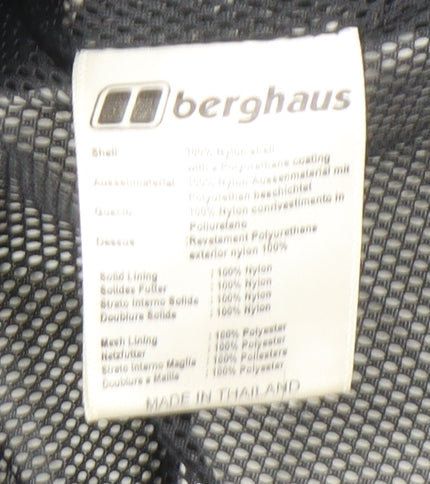 berghaus
Shell 100% Nylon shell
with a Polyurethane coating
Aussenmaterial 100% Nylon-Aussenmaterial mit
Polyurethan beschichtet
Guscio 100% Nylon conrivestimento in
Poliuretano
Dessus Revetement Polyurethane
exterior nylon 100%
Solid Lining : 100% Nylon
Solides Futter : 100% Nylon
Strato Interno Solide : 100% Nylon
Doublure Solide : 100% Nylon
Mesh Lining : 100% Polyester
Netzfutter : 100% Polyester
Strato Interno Maglia : 100% Poliestere
Doublure a Maille : 100% Polyester
MADE IN THAILAND